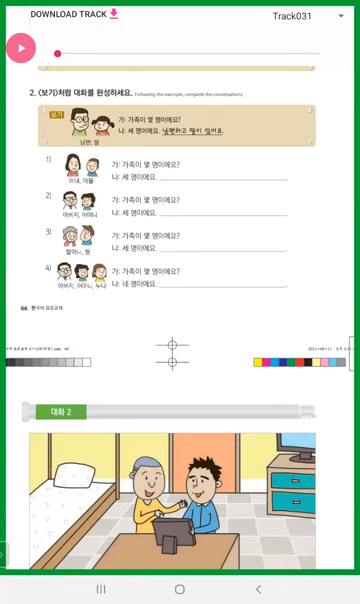 DOWNLOAD TRACK
Track031
2. <보기>처럼 대화를 완성하세요. Following the example, complete the conversations.
보기
가: 가족이 몇 명이에요?
나: 세 명이에요. 남편하고 딸이 있어요.
남편, 딸
1)
가: 가족이 몇 명이에요?
나: 세 명이에요.
아내, 아들
2)
가: 가족이 몇 명이에요?
나: 세 명이에요.
아버지, 어머니
3)
가: 가족이 몇 명이에요?
나: 세 명이에요.
할머니, 형
4)
가: 가족이 몇 명이에요?
나: 네 명이에요.
아버지, 어머니, 누나
66 한국어 표준교재
대화 2